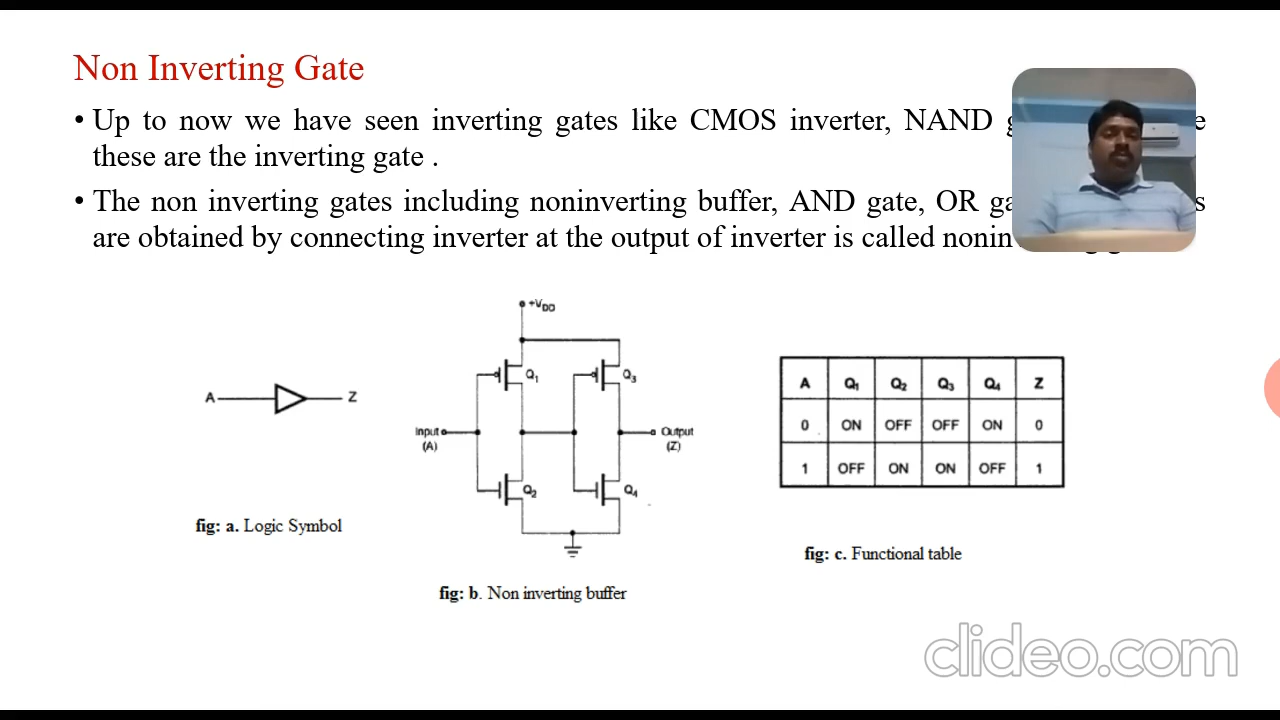 Non Inverting Gate
• Up to now we have seen inverting gates like CMOS inverter, NAND
these are the inverting gate .
• The non inverting gates including noninverting buffer, AND gate, OR
are obtained by connecting inverter at the output of inverter is called
+VDD
Q1 Q3
A Z
Input Output
(A) (Z)
Q2 Q4
A Q1 Q2 Q3 Q4 Z
0 ON OFF OFF ON 0
1 OFF ON ON OFF 1
fig: a. Logic Symbol
fig: b. Non inverting buffer
fig: c. Functional table
clideo.com